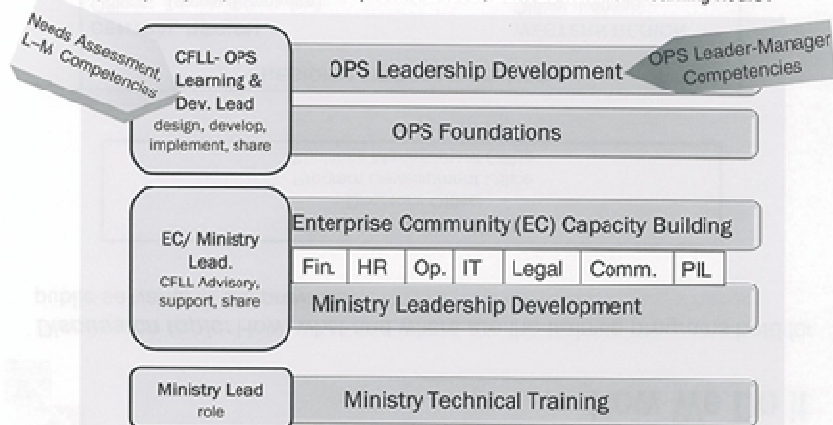 Needs Assessment,
L-M Competencies
CFLL- OPS
Learning &
Dev. Lead
design, develop,
implement, share
OPS Leadership Development
OPS Leader-Manager
Competencies
OPS Foundations
EC/ Ministry
Lead.
CFLL Advisory,
support, share
Enterprise Community (EC) Capacity Building
Fin. HR Op. IT Legal Comm. PIL
Ministry Leadership Development
Ministry Lead
role
Ministry Technical Training